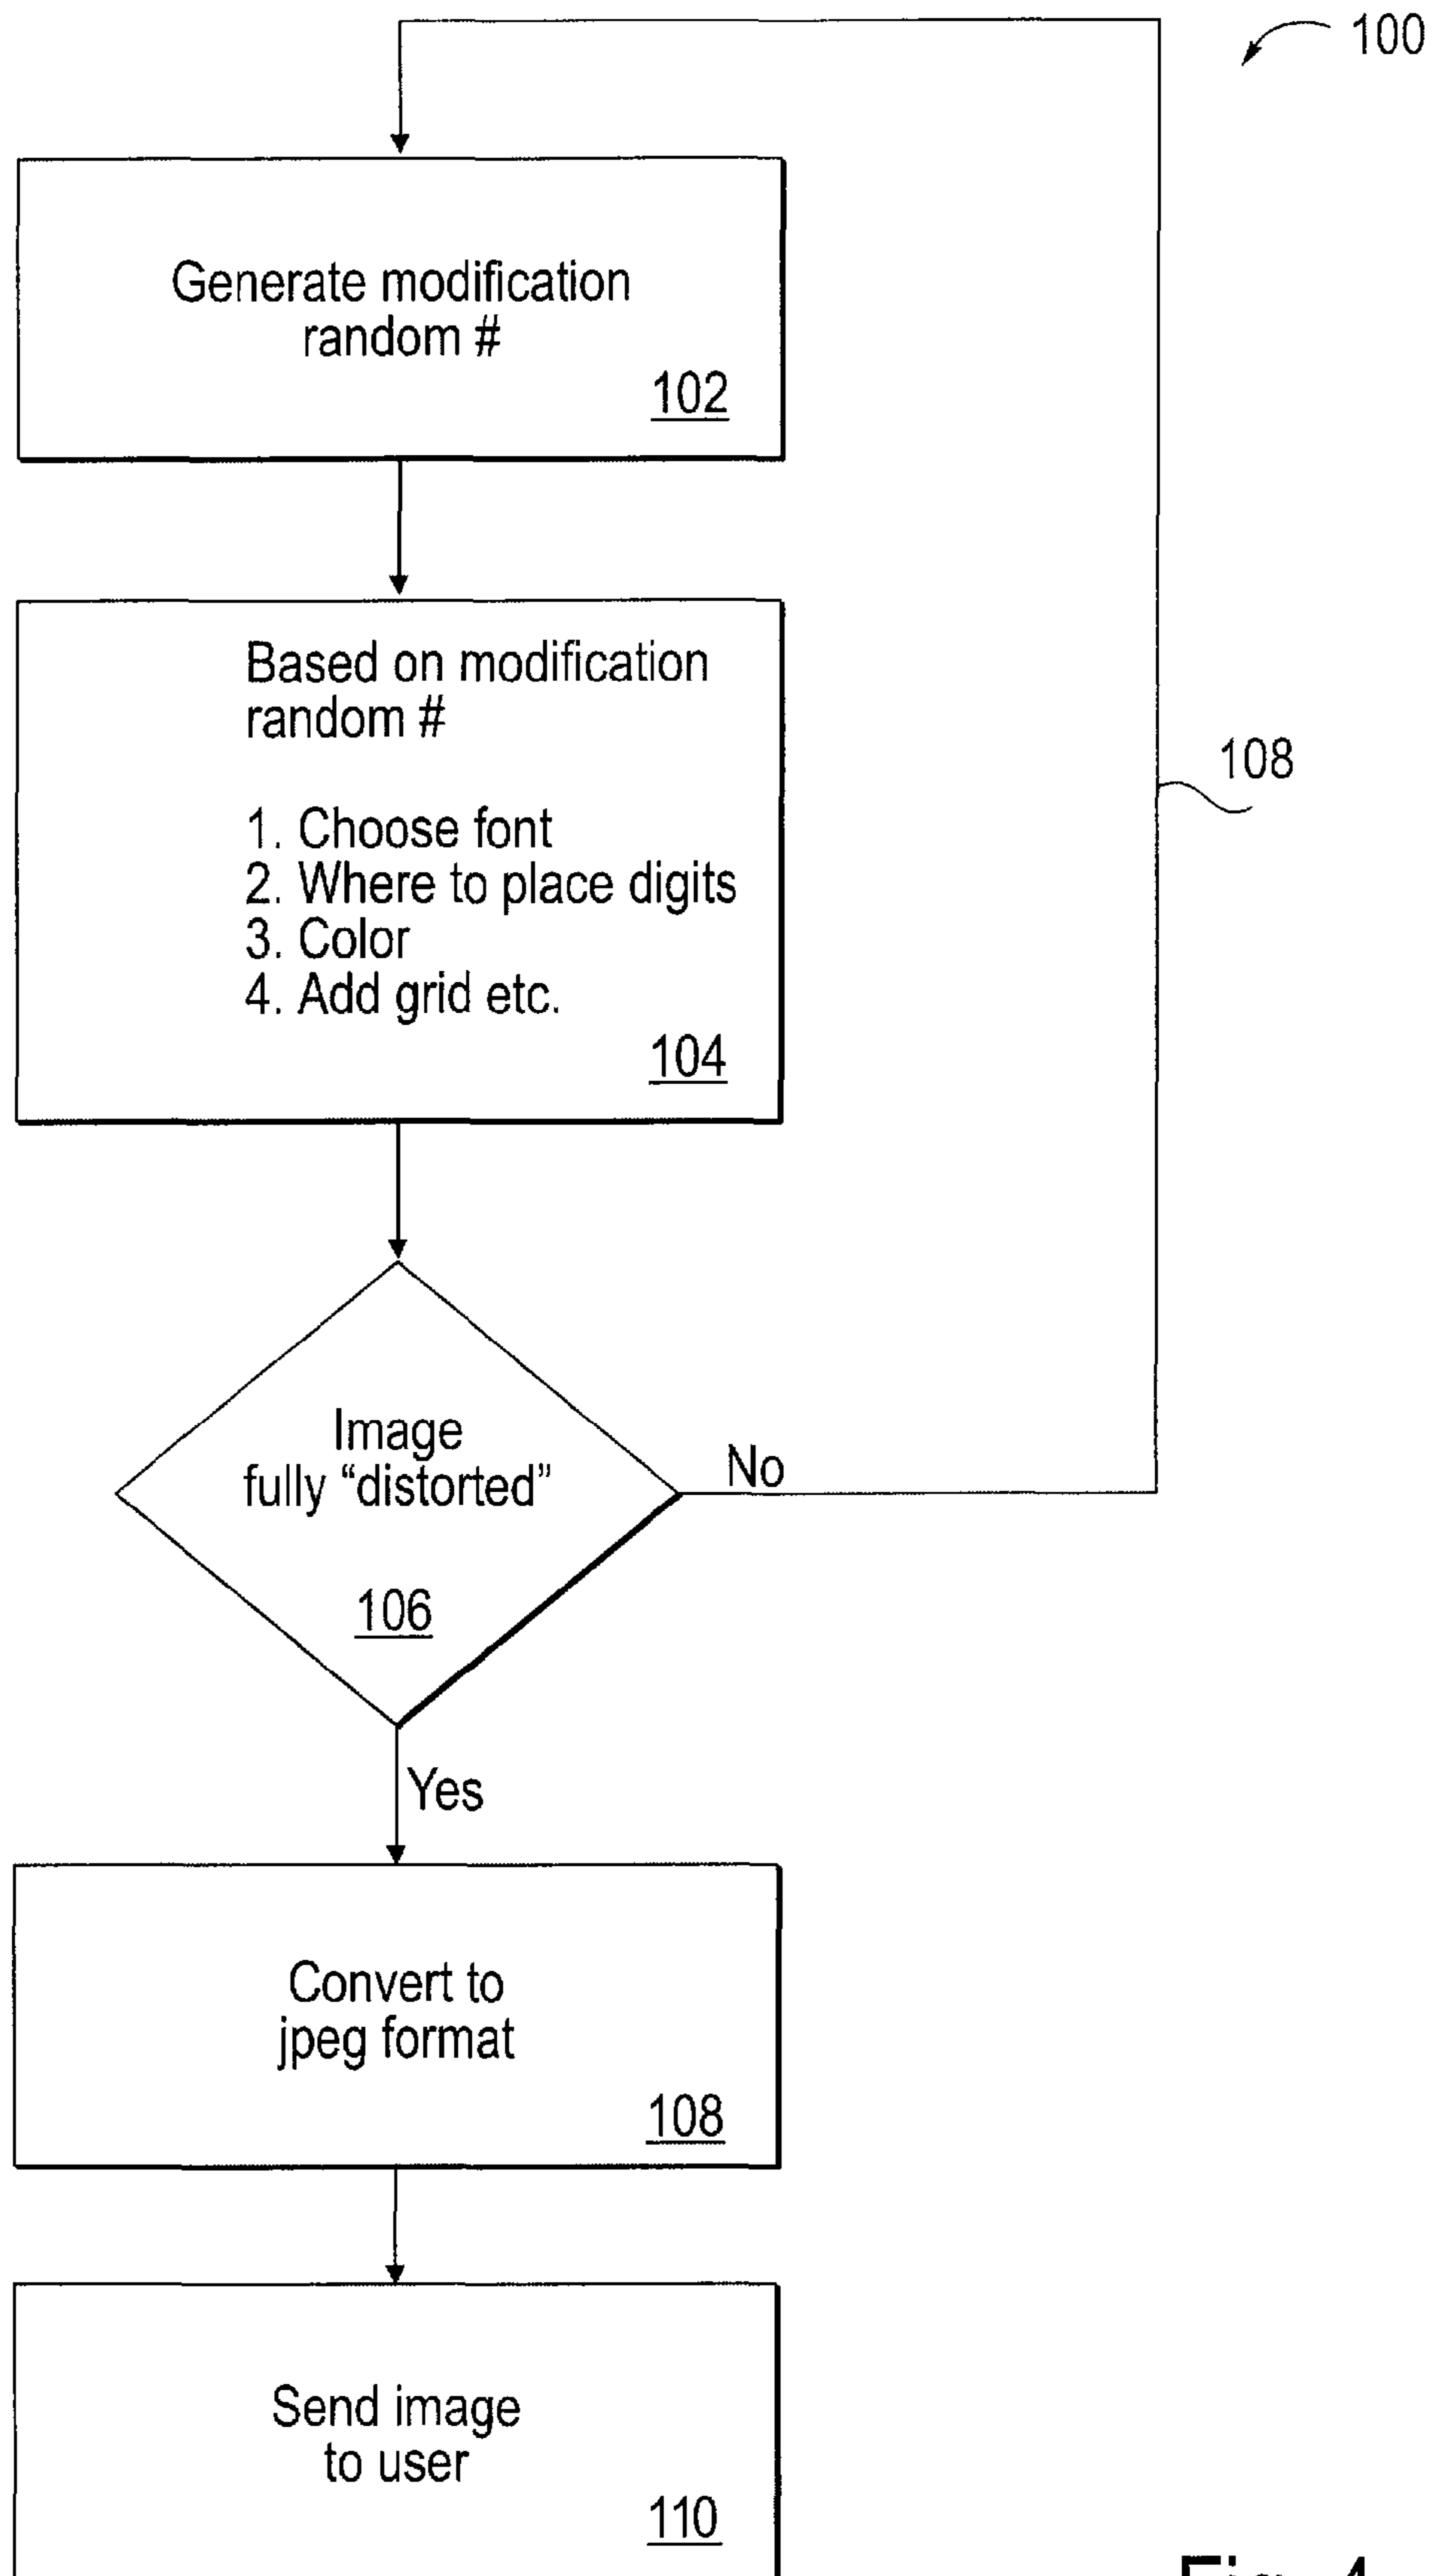 100
Generate modification
random #
102
Based on modification
random #
1. Choose font
2. Where to place digits
3. Color
4. Add grid etc.
104
108
Image
fully “distorted”
106
No
Yes
Convert to
jpeg format
108
Send image
to user
110